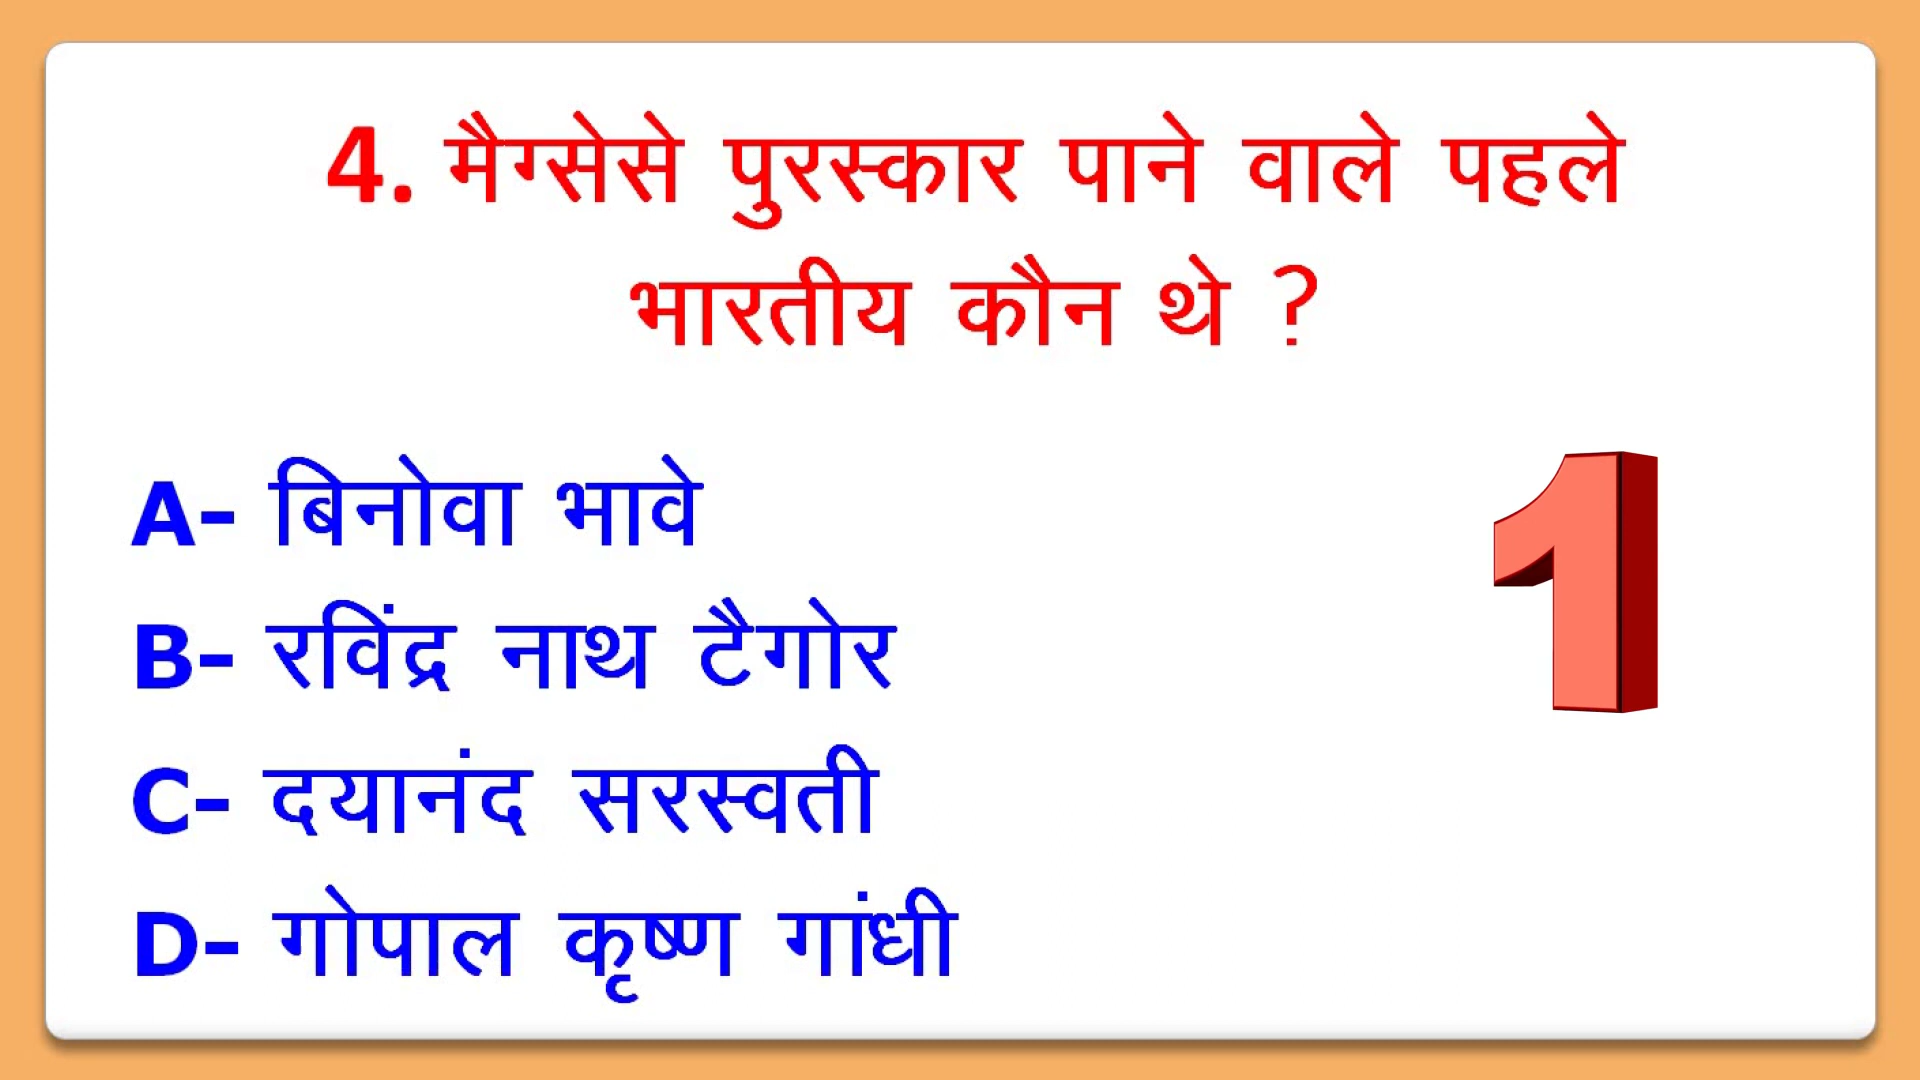 4. मैग्सेसे पुरस्कार पाने वाले पहले
भारतीय कौन थे ?
A- बिनोवा भावे
B- रविंद्र नाथ टैगोर
C- दयानंद सरस्वती
D- गोपाल कृष्ण गांधी
1